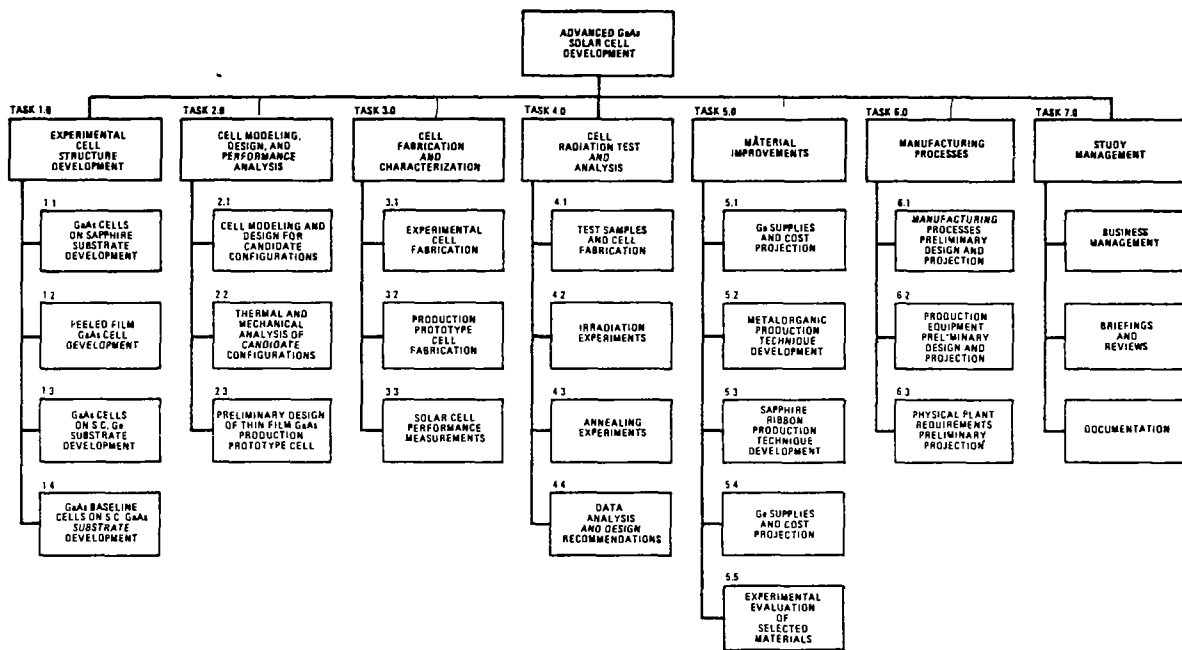 ADVANCED GaAs
SOLAR CELL
DEVELOPMENT
TASK 1.0
EXPERIMENTAL
CELL
STRUCTURE
DEVELOPMENT
1.1
GaAs CELLS
ON SAPPHIRE
SUBSTRATE
DEVELOPMENT
1.2
PEELED FILM
GaAs CELL
DEVELOPMENT
1.3
GaAs CELLS
ON S.C. Ge
SUBSTRATE
DEVELOPMENT
1.4
GaAs BASELINE
CELLS ON S.C. GaAs
SUBSTRATE
DEVELOPMENT
TASK 2.0
CELL MODELING,
DESIGN, AND
PERFORMANCE
ANALYSIS
2.1
CELL MODELING AND
DESIGN FOR
CANDIDATE
CONFIGURATIONS
2.2
THERMAL AND
MECHANICAL
ANALYSIS OF
CANDIDATE
CONFIGURATIONS
2.3
PRELIMINARY DESIGN
OF THIN FILM GaAs
PRODUCTION
PROTOTYPE CELL
TASK 3.0
CELL
FABRICATION
AND
CHARACTERIZATION
3.1
EXPERIMENTAL
CELL
FABRICATION
3.2
PRODUCTION
PROTOTYPE
CELL
FABRICATION
3.3
SOLAR CELL
PERFORMANCE
MEASUREMENTS
TASK 4.0
CELL
RADIATION TEST
AND
ANALYSIS
4.1
TEST SAMPLES
AND CELL
FABRICATION
4.2
IRRADIATION
EXPERIMENTS
4.3
ANNEALING
EXPERIMENTS
4.4
DATA
ANALYSIS
AND DESIGN
RECOMMENDATIONS
TASK 5.0
MATERIAL
IMPROVEMENTS
5.1
Ga SUPPLIES
AND COST
PROJECTION
5.2
METALORGANIC
PRODUCTION
TECHNIQUE
DEVELOPMENT
5.3
SAPPHIRE
RIBBON
PRODUCTION
TECHNIQUE
DEVELOPMENT
5.4
Ge SUPPLIES
AND COST
PROJECTION
5.5
EXPERIMENTAL
EVALUATION
OF
SELECTED
MATERIALS
TASK 6.0
MANUFACTURING
PROCESSES
6.1
MANUFACTURING
PROCESSES
PRELIMINARY
DESIGN AND
PROJECTION
6.2
PRODUCTION
EQUIPMENT
PRELIMINARY
DESIGN AND
PROJECTION
6.3
PHYSICAL PLANT
REQUIREMENTS
PRELIMINARY
PROJECTION
TASK 7.0
STUDY
MANAGEMENT
BUSINESS
MANAGEMENT
BRIEFINGS
AND
REVIEWS
DOCUMENTATION